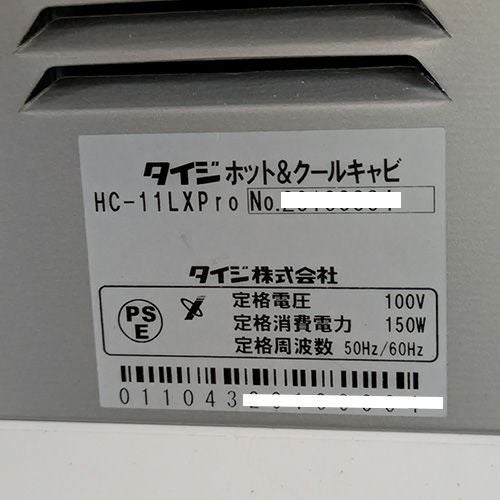 タイジ ホット&クールキャビ
HC-11LXPro No.
タイジ株式会社
PS
E
定格電圧 100V
定格消費電力 150W
定格周波数 50Hz/60Hz
011043